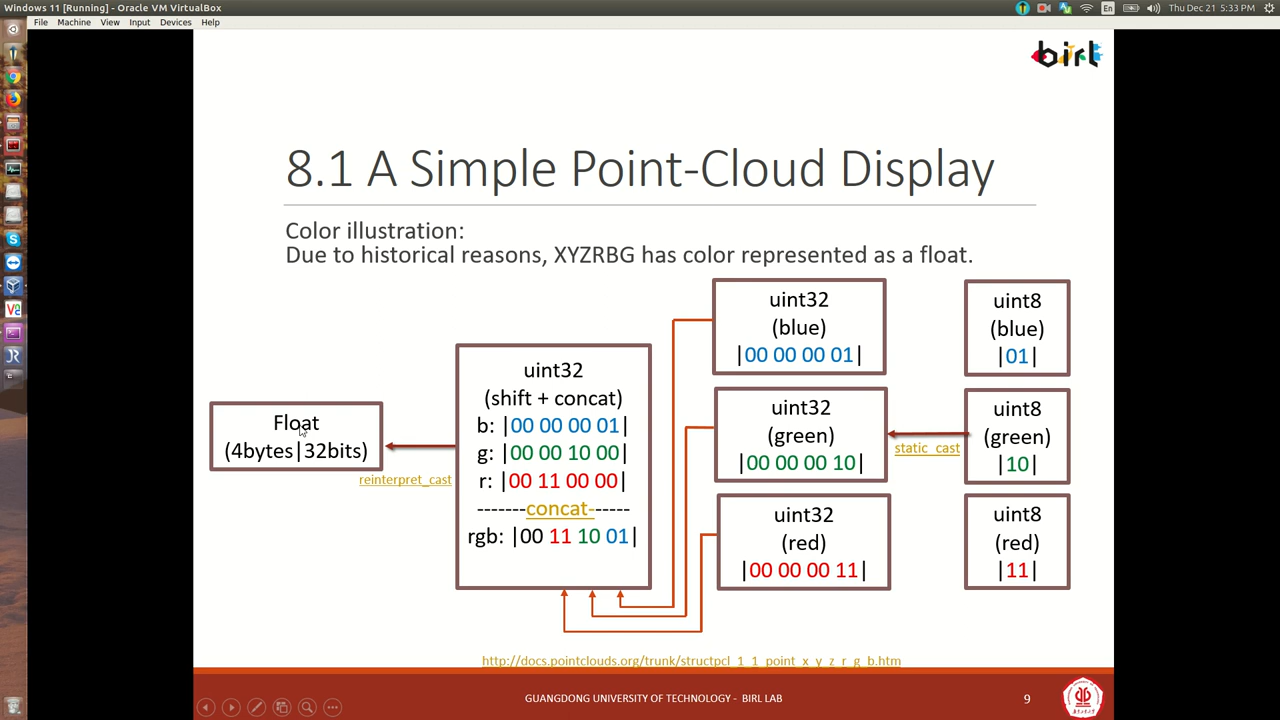 Windows 11 [Running] - Oracle VM VirtualBox
En
Thu Dec 21 5:33 PM
File Machine View Input Devices Help
birl
8.1 A Simple Point-Cloud Display
Color illustration:
Due to historical reasons, XYZRBG has color represented as a float.
Float
(4bytes|32bits)
reinterpret_cast
uint32
(shift + concat)
b: |00 00 00 01|
g: |00 00 10 00|
r: |00 11 00 00|
-------concat------
rgb: |00 11 10 01|
uint32
(blue)
|00 00 00 01|
uint32
(green)
|00 00 00 10|
uint32
(red)
|00 00 00 11|
static_cast
uint8
(blue)
|01|
uint8
(green)
|10|
uint8
(red)
|11|
http://docs.pointclouds.org/trunk/structpcl_1_1_point_x_y_z_r_g_b.htm
GUANGDONG UNIVERSITY OF TECHNOLOGY - BIRL LAB
9